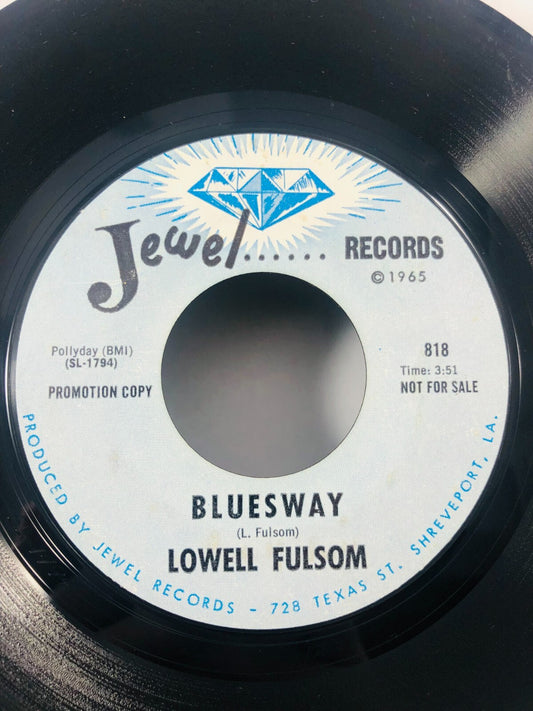 Jewel...... RECORDS
©1965
Pollyday (BMI)
(SL-1794)
PROMOTION COPY
818
Time: 3:51
NOT FOR SALE
BLUESWAY
(L. Fulsom)
LOWELL FULSOM
PRODUCED BY JEWEL RECORDS - 728 TEXAS ST. SHREVEPORT, LA.